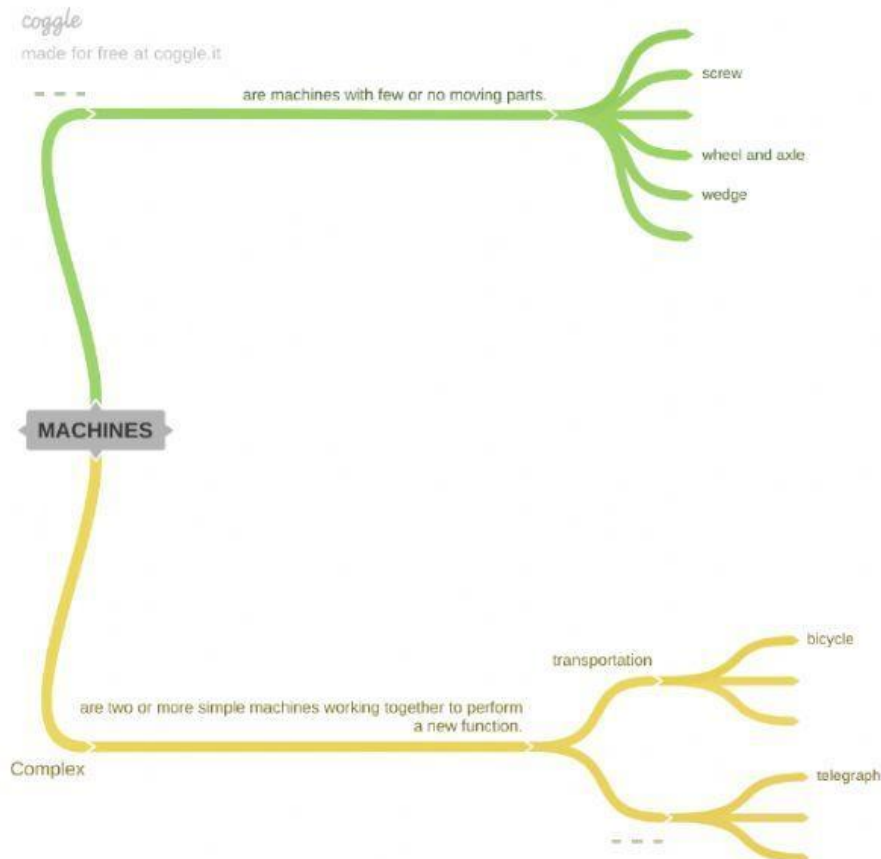 coggle
made for free at coggle.it
- - -
are machines with few or no moving parts.
screw
wheel and axle
wedge
MACHINES
bicycle
transportation
are two or more simple machines working together to perform
a new function.
Complex
telegraph
- - -